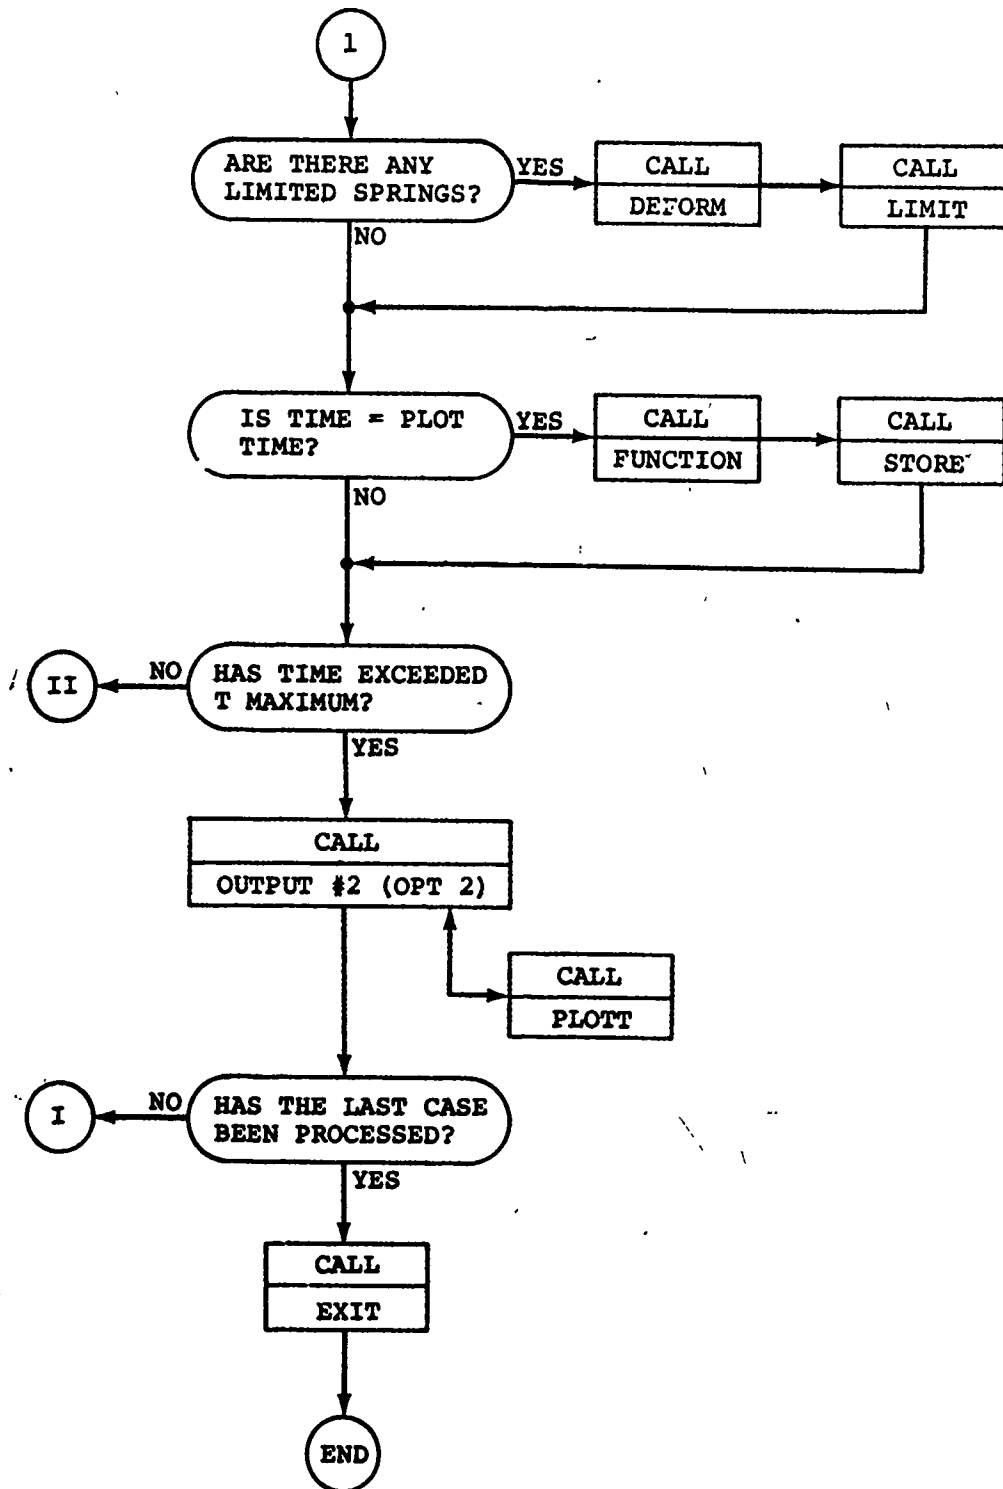 1
ARE THERE ANY
LIMITED SPRINGS?
YES
CALL
DEFORM
CALL
LIMIT
NO
IS TIME = PLOT
TIME?
YES
CALL
FUNCTION
CALL
STORE
NO
HAS TIME EXCEEDED
T MAXIMUM?
NO
II
YES
CALL
OUTPUT #2 (OPT 2)
CALL
PLOTT
HAS THE LAST CASE
BEEN PROCESSED?
NO
I
YES
CALL
EXIT
END